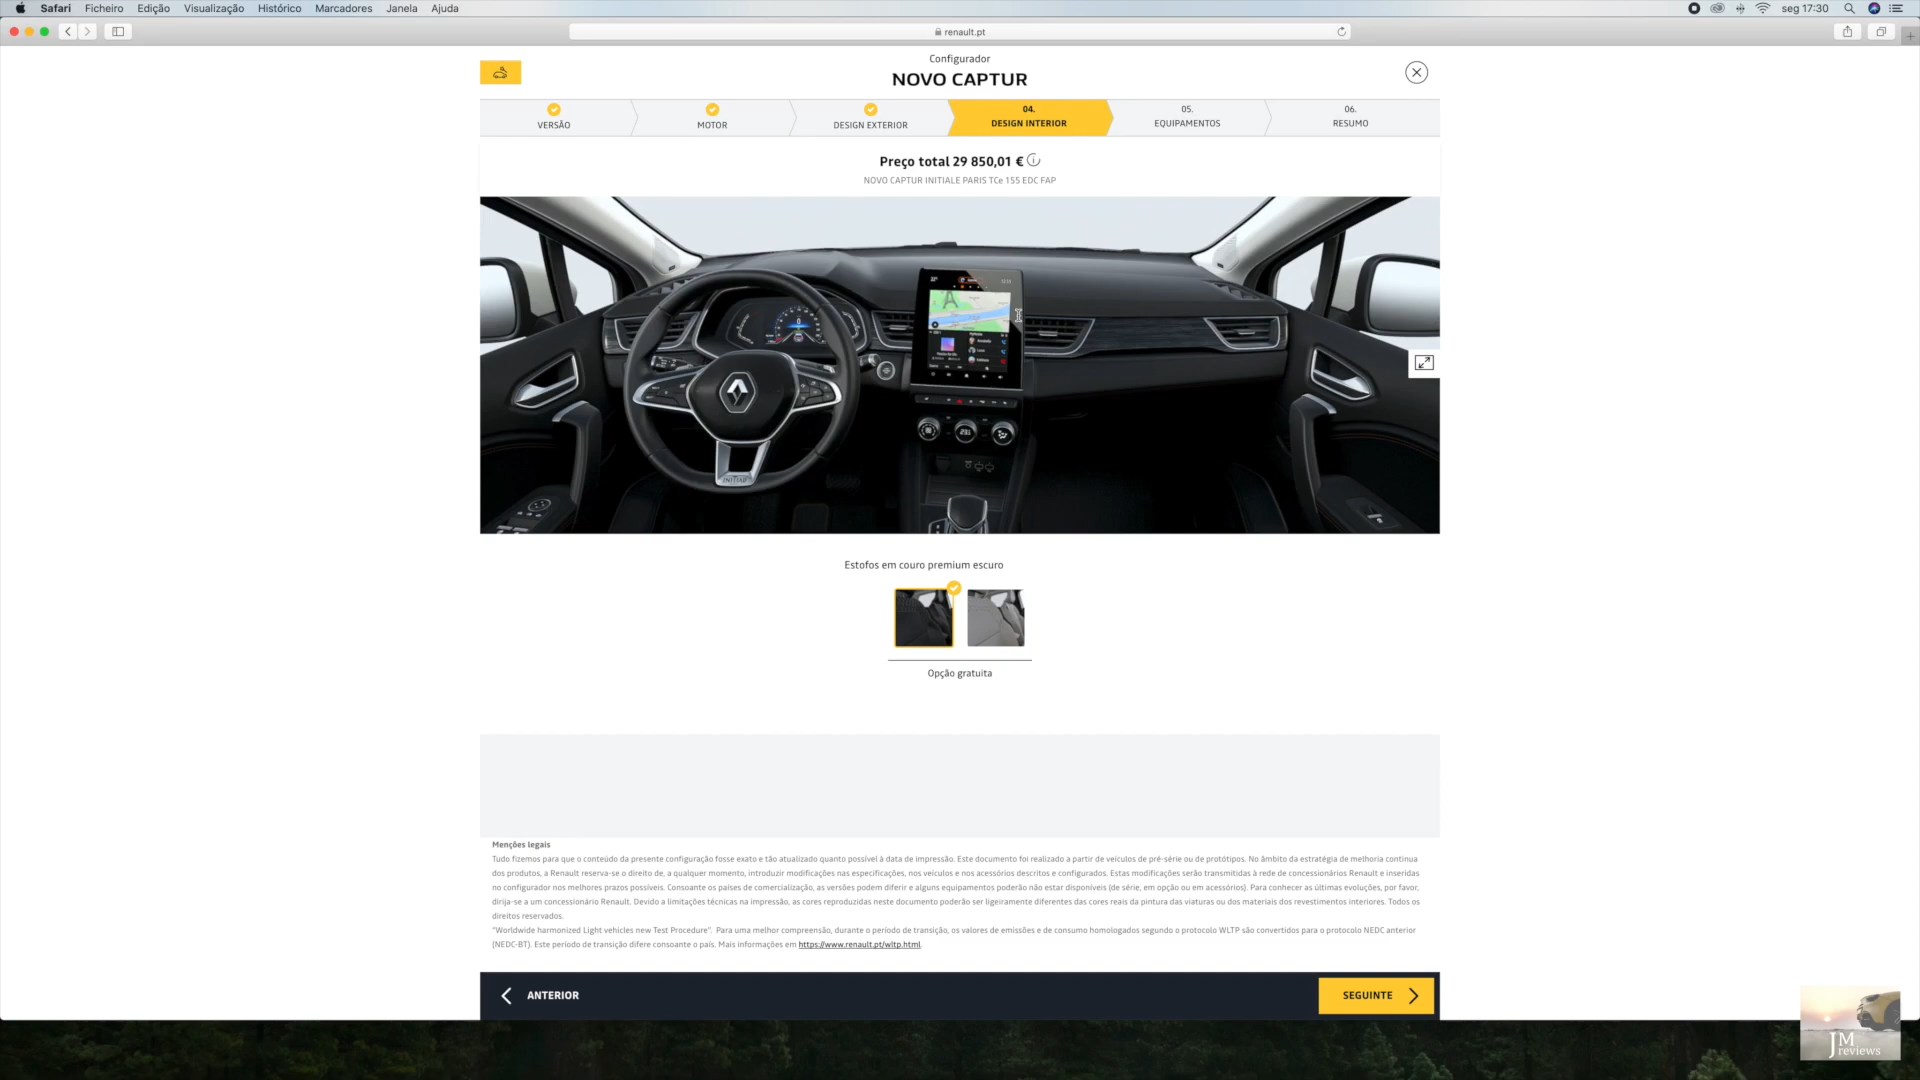 Safari Ficheiro Edição Visualização Histórico Marcadores Janela Ajuda seg 17:30
renault.pt
Configurador
NOVO CAPTUR
VERSÃO
MOTOR
DESIGN EXTERIOR
04.
DESIGN INTERIOR
05.
EQUIPAMENTOS
06.
RESUMO
Preço total 29 850,01 €
NOVO CAPTUR INITIALE PARIS TCe 155 EDC FAP
Estofos em couro premium escuro
Opção gratuita
Menções legais
Tudo fizemos para que o conteúdo da presente configuração fosse exato e tão atualizado quanto possível à data de impressão. Este documento foi realizado a partir de veículos de pré-série ou de protótipos. No âmbito da estratégia de melhoria contínua
dos produtos, a Renault reserva-se o direito de, a qualquer momento, introduzir modificações nas especificações, nos veículos e nos acessórios descritos e configurados. Estas modificações serão transmitidas à rede de concessionários Renault e inseridas
no configurador nos melhores prazos possíveis. Consoante os países de comercialização, as versões podem diferir e alguns equipamentos poderão não estar disponíveis (de série, em opção ou em acessórios). Para conhecer as últimas evoluções, por favor,
dirija-se a um concessionário Renault. Devido a limitações técnicas na impressão, as cores reproduzidas neste documento poderão ser ligeiramente diferentes das cores reais da pintura das viaturas ou dos materiais dos revestimentos interiores. Todos os
direitos reservados.
"Worldwide harmonized Light vehicles new Test Procedure". Para uma melhor compreensão, durante o período de transição, os valores de emissões e de consumo homologados segundo o protocolo WLTP são convertidos para o protocolo NEDC anterior
(NEDC-BT). Este período de transição difere consoante o país. Mais informações em https://www.renault.pt/wltp.html.
ANTERIOR
SEGUINTE
JM
reviews